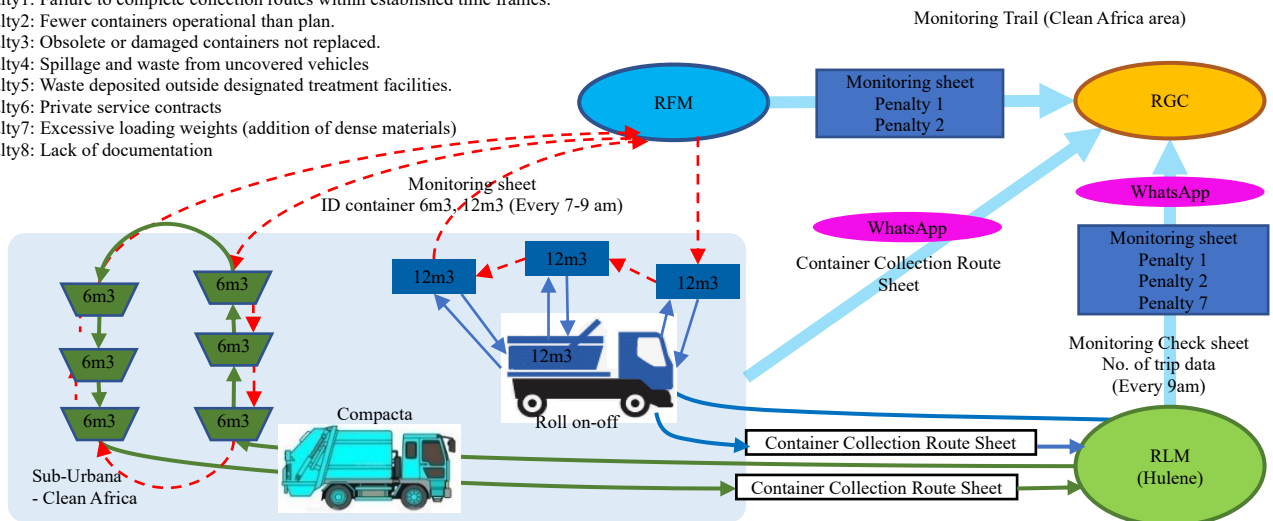 lty1: Failure to complete collection routes within established time frames.
lty2: Fewer containers operational than plan.
lty3: Obsolete or damaged containers not replaced.
lty4: Spillage and waste from uncovered vehicles
lty5: Waste deposited outside designated treatment facilities.
lty6: Private service contracts
lty7: Excessive loading weights (addition of dense materials)
lty8: Lack of documentation
Monitoring Trail (Clean Africa area)
RFM
Monitoring sheet
Penalty 1
Penalty 2
RGC
Monitoring sheet
ID container 6m3, 12m3 (Every 7-9 am)
WhatsApp
WhatsApp
Container Collection Route
Sheet
Monitoring sheet
Penalty 1
Penalty 2
Penalty 7
Monitoring Check sheet
No. of trip data
(Every 9am)
12m3
12m3
12m3
12m3
Roll on-off
6m3
6m3
6m3
6m3
6m3
6m3
Compacta
Sub-Urbana
- Clean Africa
Container Collection Route Sheet
Container Collection Route Sheet
RLM
(Hulene)